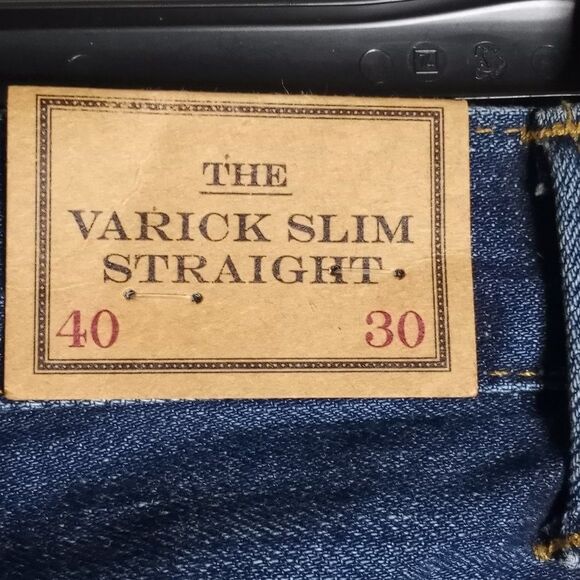 THE
VARICK SLIM
STRAIGHT
40 30